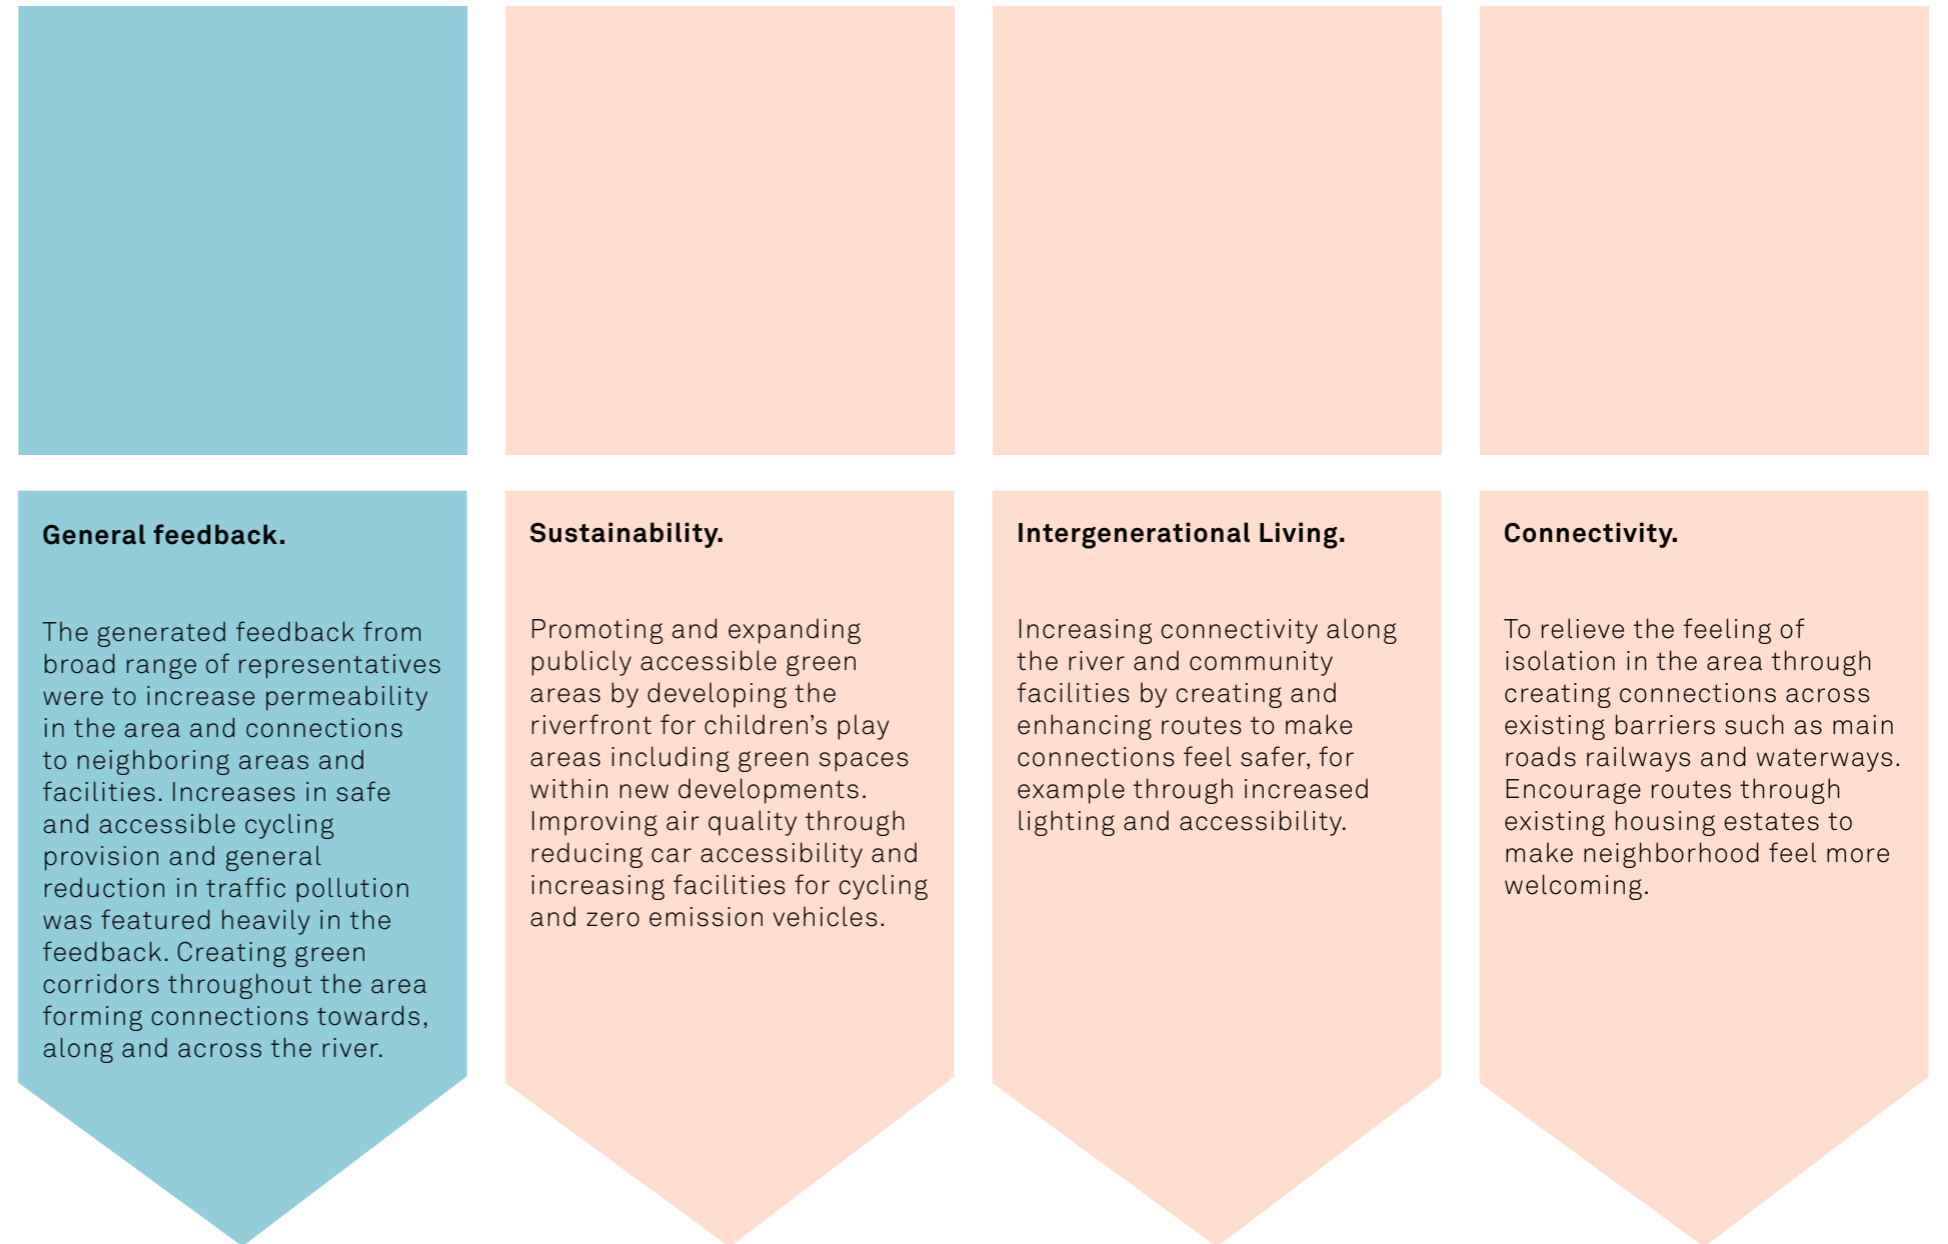 General feedback.
The generated feedback from
broad range of representatives
were to increase permeability
in the area and connections
to neighboring areas and
facilities. Increases in safe
and accessible cycling
provision and general
reduction in traffic pollution
was featured heavily in the
feedback. Creating green
corridors throughout the area
forming connections towards,
along and across the river.
Sustainability.
Promoting and expanding
publicly accessible green
areas by developing the
riverfront for children’s play
areas including green spaces
within new developments.
Improving air quality through
reducing car accessibility and
increasing facilities for cycling
and zero emission vehicles.
Intergenerational Living.
Increasing connectivity along
the river and community
facilities by creating and
enhancing routes to make
connections feel safer, for
example through increased
lighting and accessibility.
Connectivity.
To relieve the feeling of
isolation in the area through
creating connections across
existing barriers such as main
roads railways and waterways.
Encourage routes through
existing housing estates to
make neighborhood feel more
welcoming.